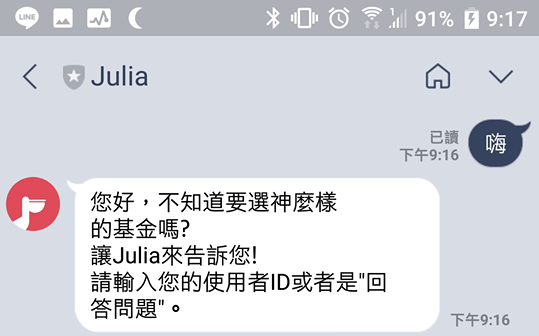 LINE 91% 9:17
Julia
已讀
下午9:16
嗨
您好，不知道要選神麼樣
的基金嗎?
讓Julia來告訴您!
請輸入您的使用者ID或者是"回
答問題"。
下午9:16